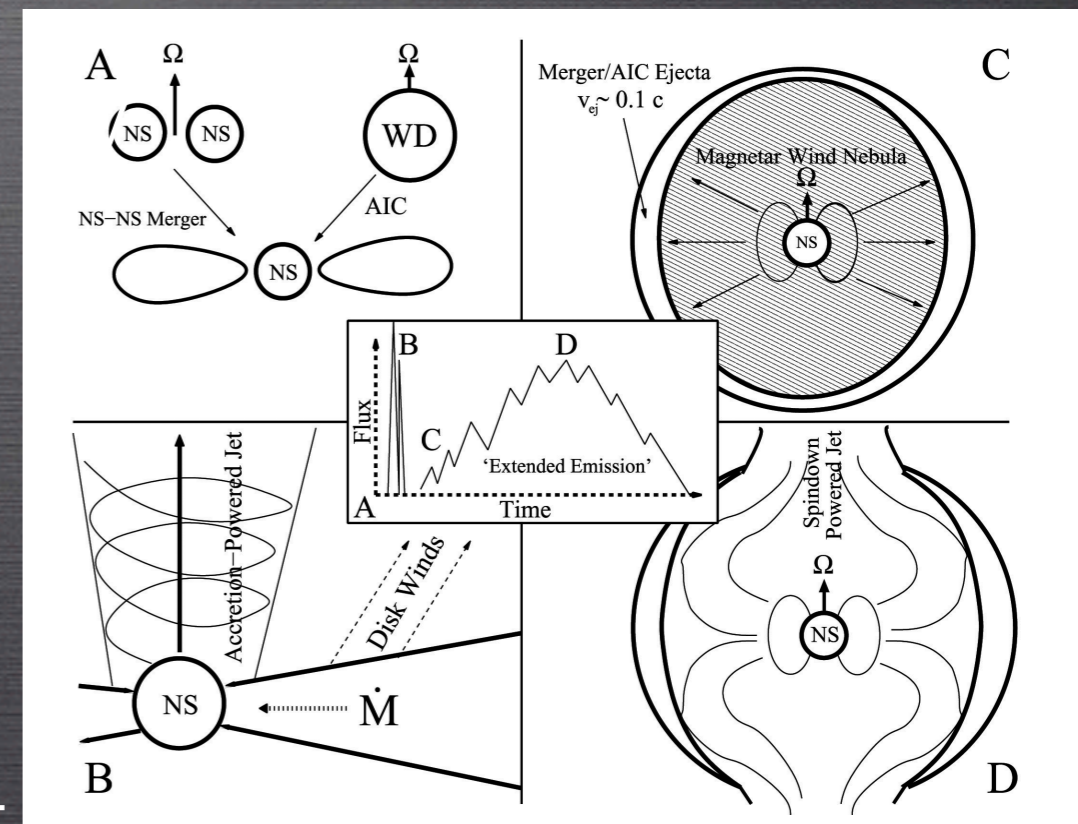 A
Ω
Ω
NS
NS
WD
NS−NS Merger
AIC
NS
C
Merger/AIC Ejecta
v_ej ~ 0.1 c
Magnetar Wind Nebula
Ω
NS
B
D
Flux
C
'Extended Emission'
A
Time
Accretion−Powered Jet
Disk Winds
NS
Ṁ
B
Spindown
Powered Jet
Ω
NS
D